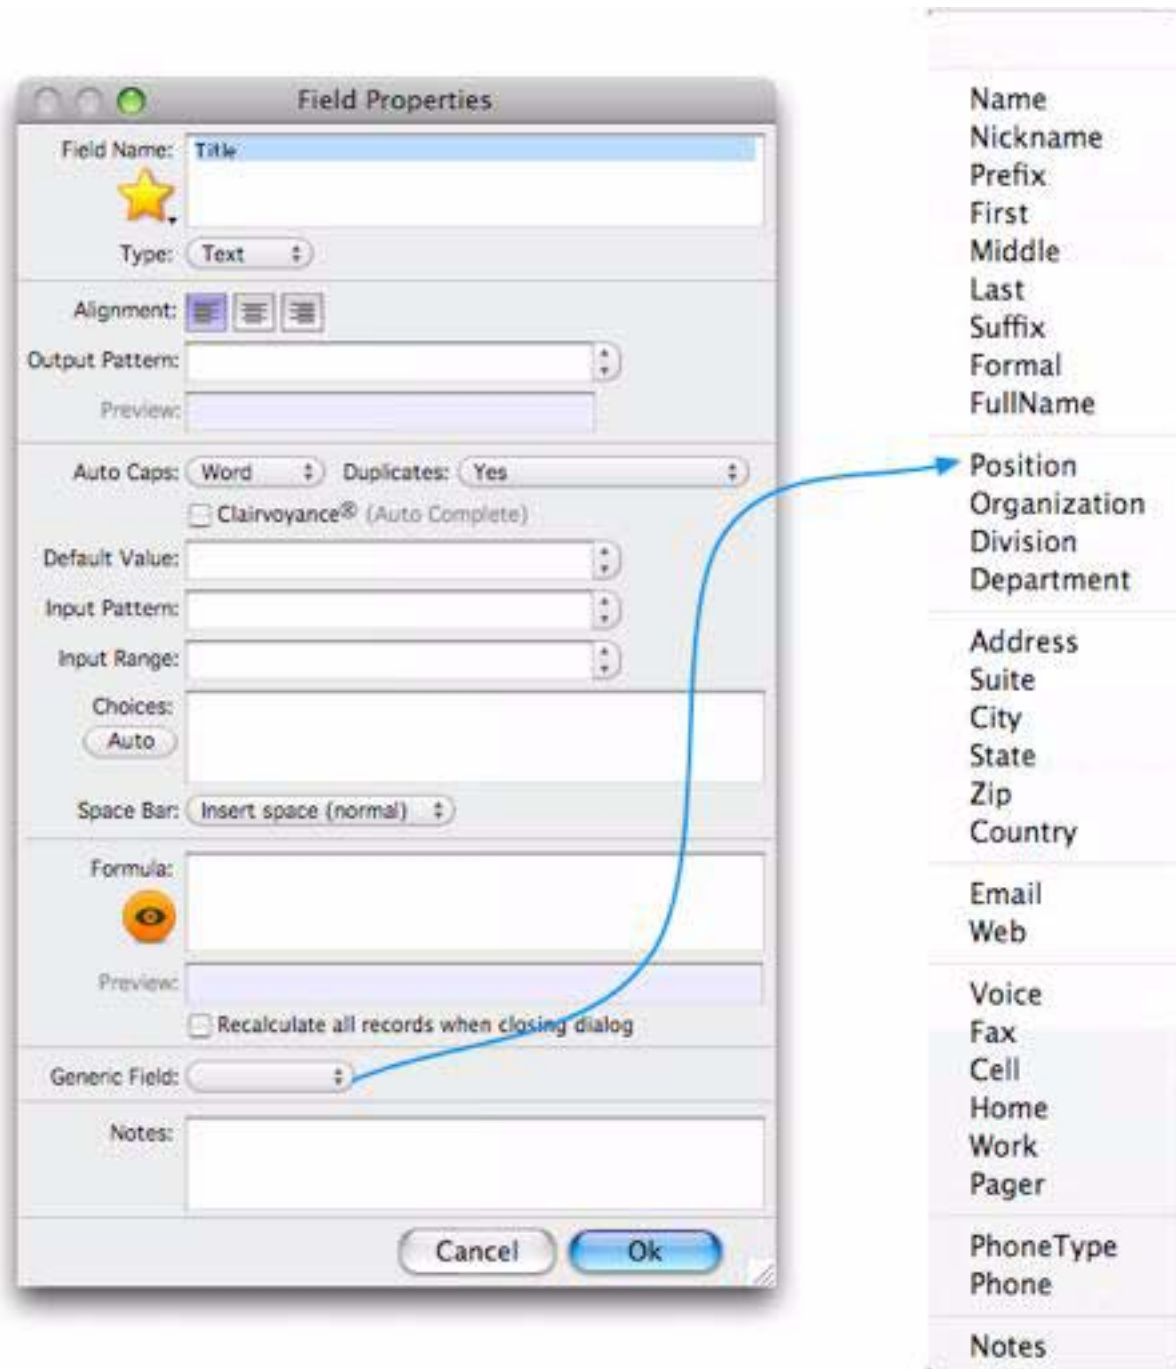 Field Properties
Field Name: Title
Type: Text
Alignment:
Output Pattern:
Preview:
Auto Caps: Word Duplicates: Yes
Clairvoyance® (Auto Complete)
Default Value:
Input Pattern:
Input Range:
Choices:
Auto
Space Bar: Insert space (normal)
Formula:
Preview:
Recalculate all records when closing dialog
Generic Field:
Notes:
Cancel Ok
Name
Nickname
Prefix
First
Middle
Last
Suffix
Formal
FullName
Position
Organization
Division
Department
Address
Suite
City
State
Zip
Country
Email
Web
Voice
Fax
Cell
Home
Work
Pager
PhoneType
Phone
Notes